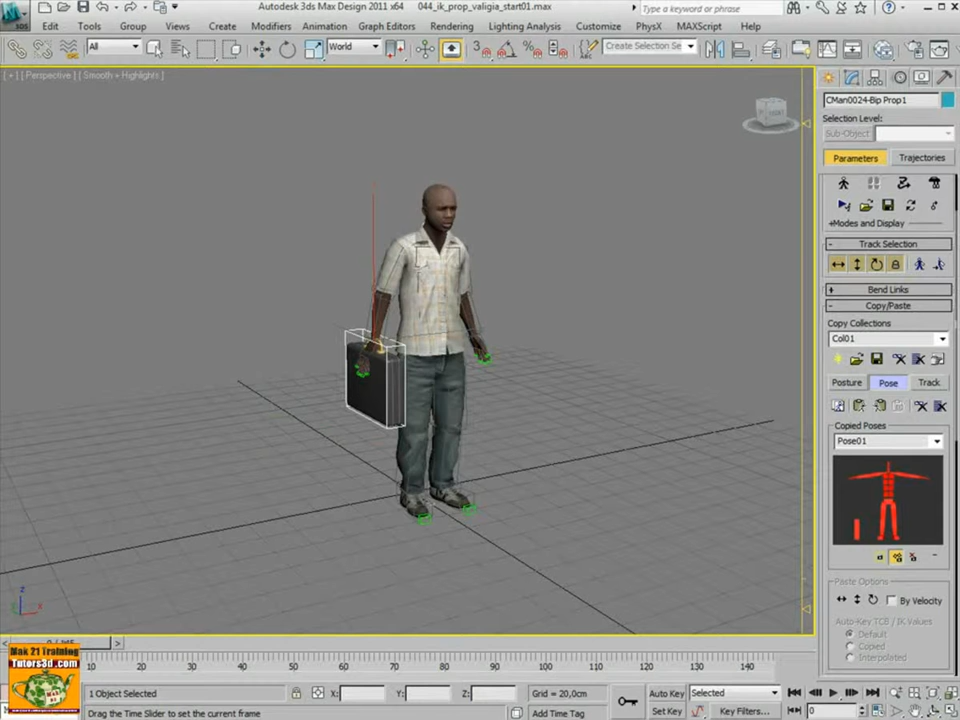 Autodesk 3ds Max Design 2011 x64
044_ik_prop_valigia_start01.max
Type a keyword or phrase
Edit Tools Group Views Create Modifiers Animation Graph Editors Rendering Lighting Analysis Customize PhysX MAXScript Help
All
World
3
Create Selection Se
[ + ] [ Perspective ] [ Smooth + Highlights ]
CMan0024-Bip Prop1
Selection Level:
Sub-Object
Parameters Trajectories
+Modes and Display
- Track Selection
+ Bend Links
- Copy/Paste
Copy Collections
Col01
Posture Pose Track
Copied Poses
Pose01
Paste Options
By Velocity
Auto-Key TCB / IK Values
Default
Copied
Interpolated
Mak 21 Training
Tutors3d.com
10 20 30 40 50 60 70 80 90 100 110 120 130 140
1 Object Selected
X: Y: Z:
Grid = 20,0cm
Auto Key Selected
Drag the Time Slider to set the current frame
Add Time Tag
Set Key
Key Filters...
0